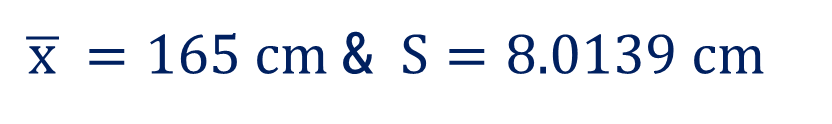 x̅ = 165 cm & S = 8.0139 cm